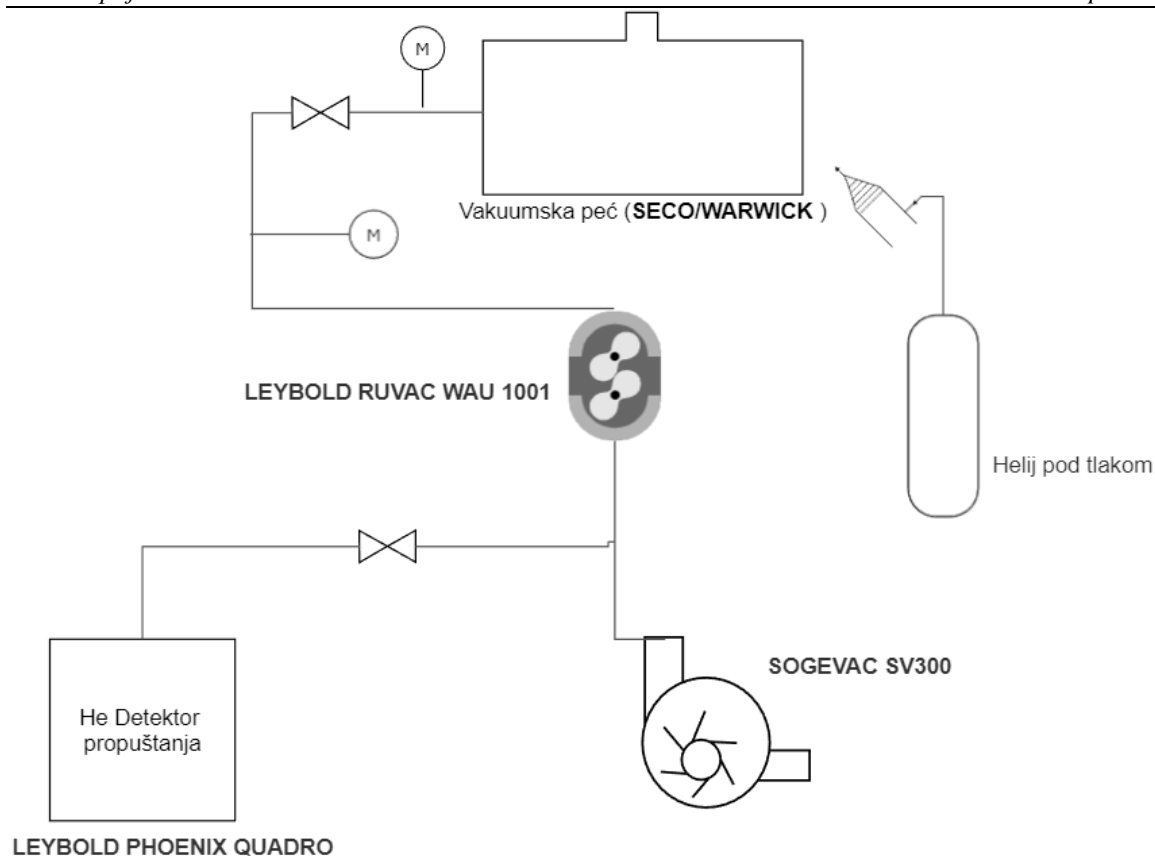 M
Vakuumska peć (SECO/WARWICK )
M
LEYBOLD RUVAC WAU 1001
Helij pod tlakom
SOGEVAC SV300
He Detektor
propuštanja
LEYBOLD PHOENIX QUADRO